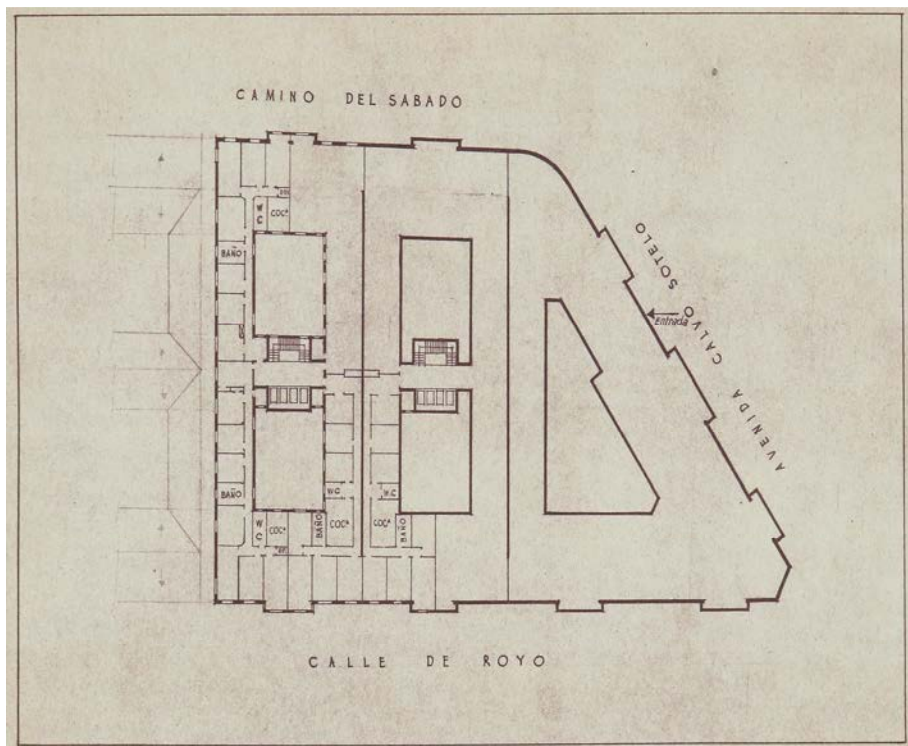 CAMINO DEL SABADO
W
C
COCª
BAÑO
AVENIDA CALVO SOTELO
Entrada
BAÑO
W.C
W.C
W
C
COCª
BAÑO
COCª
COCª
BAÑO
CALLE DE ROYO